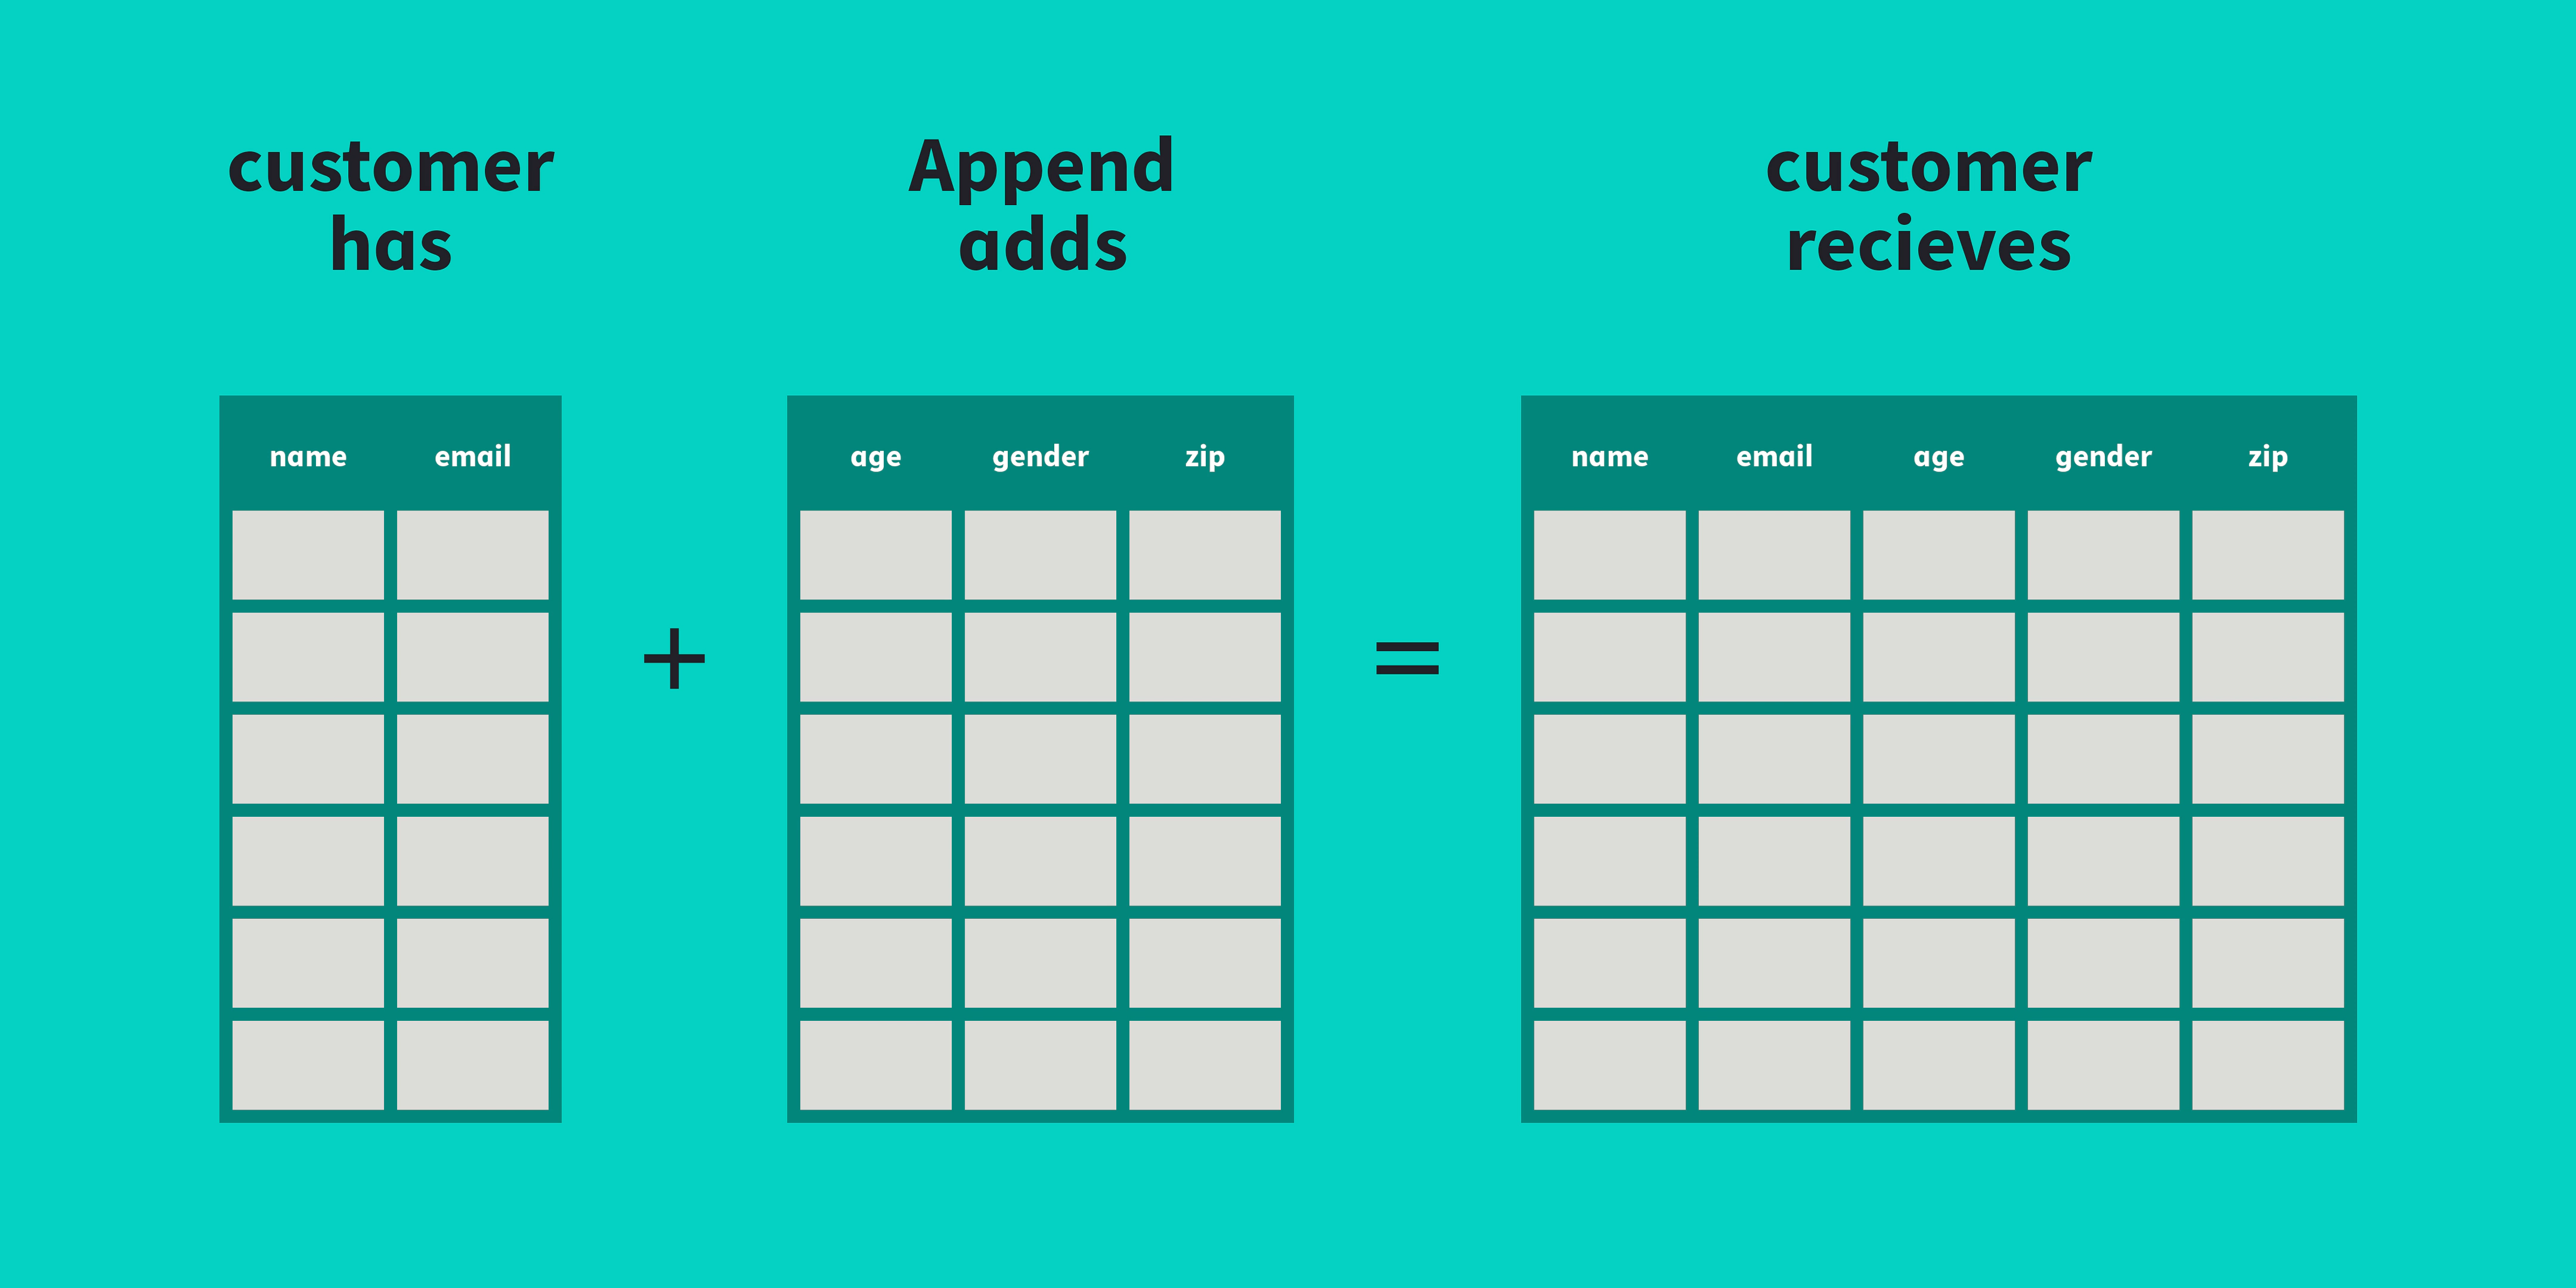 customer
has
Append
adds
customer
recieves
name email
age gender zip
name email age gender zip
+
=